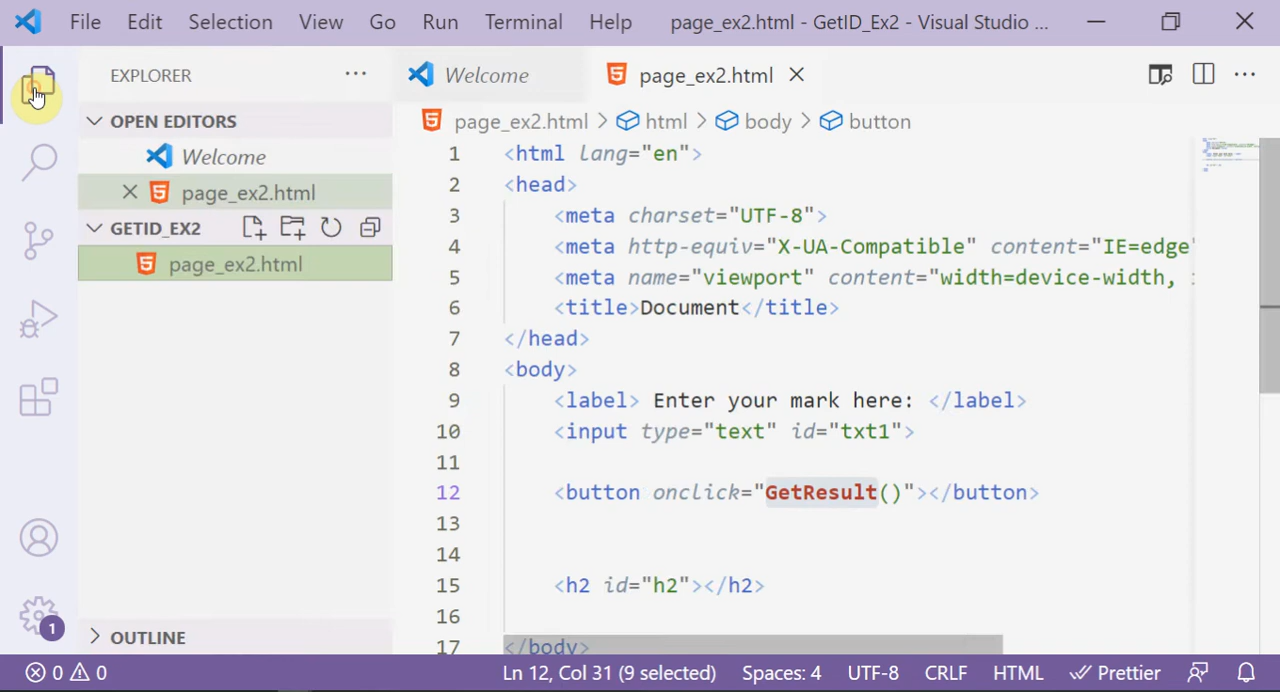 File Edit Selection View Go Run Terminal Help page_ex2.html - GetID_Ex2 - Visual Studio ...
EXPLORER ...
Welcome
page_ex2.html
OPEN EDITORS
Welcome
page_ex2.html
GETID_EX2
page_ex2.html
page_ex2.html > html > body > button
1 <html lang="en">
2 <head>
3 <meta charset="UTF-8">
4 <meta http-equiv="X-UA-Compatible" content="IE=edge"
5 <meta name="viewport" content="width=device-width,
6 <title>Document</title>
7 </head>
8 <body>
9 <label> Enter your mark here: </label>
10 <input type="text" id="txt1">
11
12 <button onclick="GetResult()"></button>
13
14
15 <h2 id="h2"></h2>
16
17 </body>
OUTLINE
1
0 0 Ln 12, Col 31 (9 selected) Spaces: 4 UTF-8 CRLF HTML Prettier